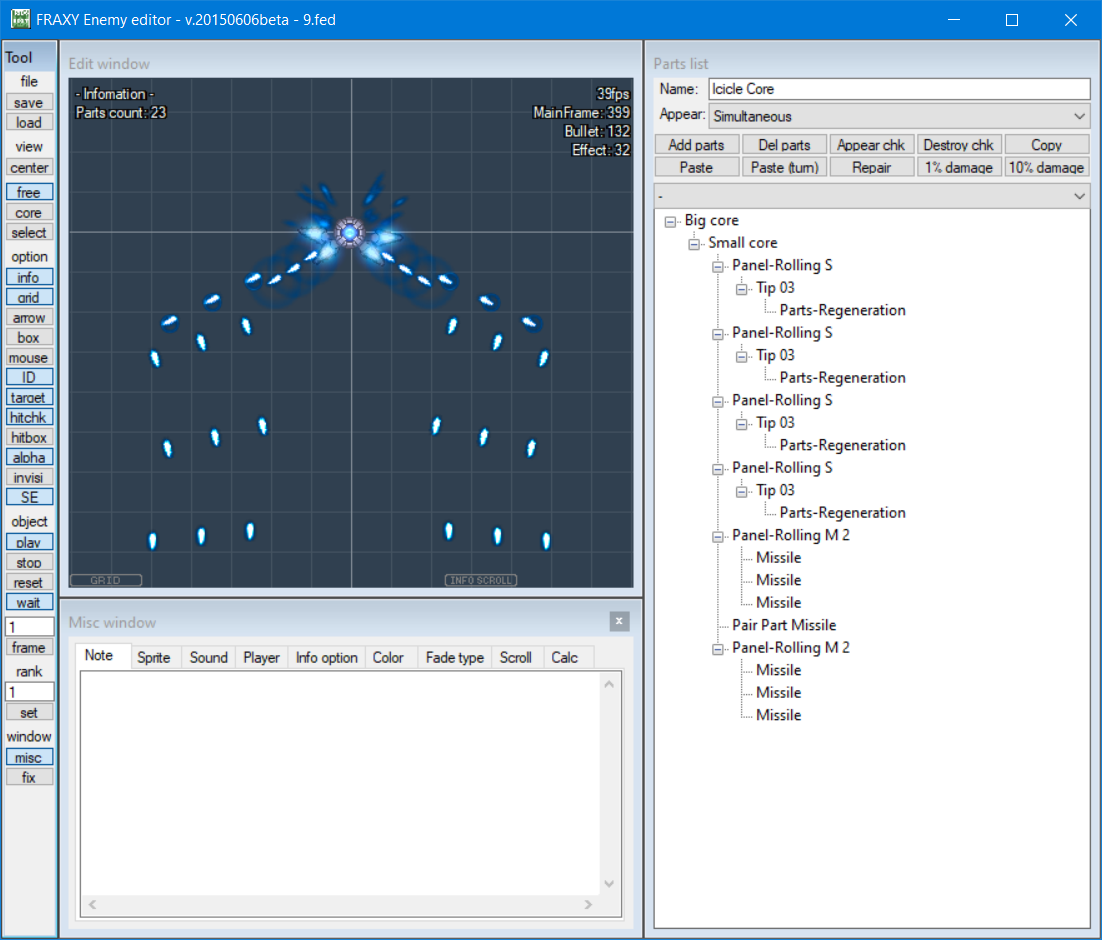 FRAXY Enemy editor - v.20150606beta - 9.fed
Tool
file
save
load
view
center
free
core
select
option
info
grid
arrow
box
mouse
ID
target
hitchk
hitbox
alpha
invisi
SE
object
play
stop
reset
wait
1
frame
rank
1
set
window
misc
fix
Edit window
- Infomation -
Parts count: 23
39fps
MainFrame: 399
Bullet: 132
Effect: 32
GRID
INFO SCROLL
Misc window
x
Note Sprite Sound Player Info option Color Fade type Scroll Calc
Parts list
Name: Icicle Core
Appear: Simultaneous
Add parts Del parts Appear chk Destroy chk Copy
Paste Paste (turn) Repair 1% damage 10% damage
-
Big core
Small core
Panel-Rolling S
Tip 03
Parts-Regeneration
Panel-Rolling S
Tip 03
Parts-Regeneration
Panel-Rolling S
Tip 03
Parts-Regeneration
Panel-Rolling S
Tip 03
Parts-Regeneration
Panel-Rolling M 2
Missile
Missile
Missile
Pair Part Missile
Panel-Rolling M 2
Missile
Missile
Missile